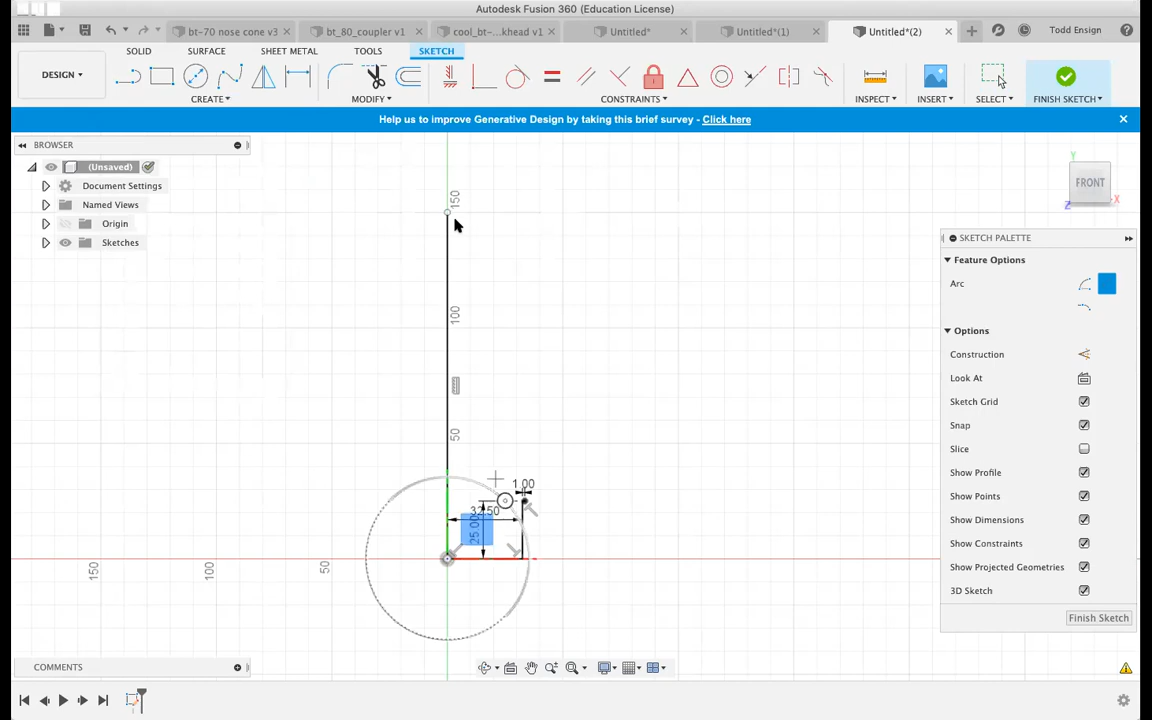 Autodesk Fusion 360 (Education License)
bt-70 nose cone v3
bt_80_coupler v1
cool_bt-...khead v1
Untitled*
Untitled*(1)
Untitled*(2)
Todd Ensign
SOLID
SURFACE
SHEET METAL
TOOLS
SKETCH
DESIGN
CREATE
MODIFY
CONSTRAINTS
INSPECT
INSERT
SELECT
FINISH SKETCH
Help us to improve Generative Design by taking this brief survey - Click here
BROWSER
(Unsaved)
Document Settings
Named Views
Origin
Sketches
FRONT
Y
X
Z
150
100
50
1.00
32.50
25.00
150
100
50
SKETCH PALETTE
Feature Options
Arc
Options
Construction
Look At
Sketch Grid
Snap
Slice
Show Profile
Show Points
Show Dimensions
Show Constraints
Show Projected Geometries
3D Sketch
Finish Sketch
COMMENTS